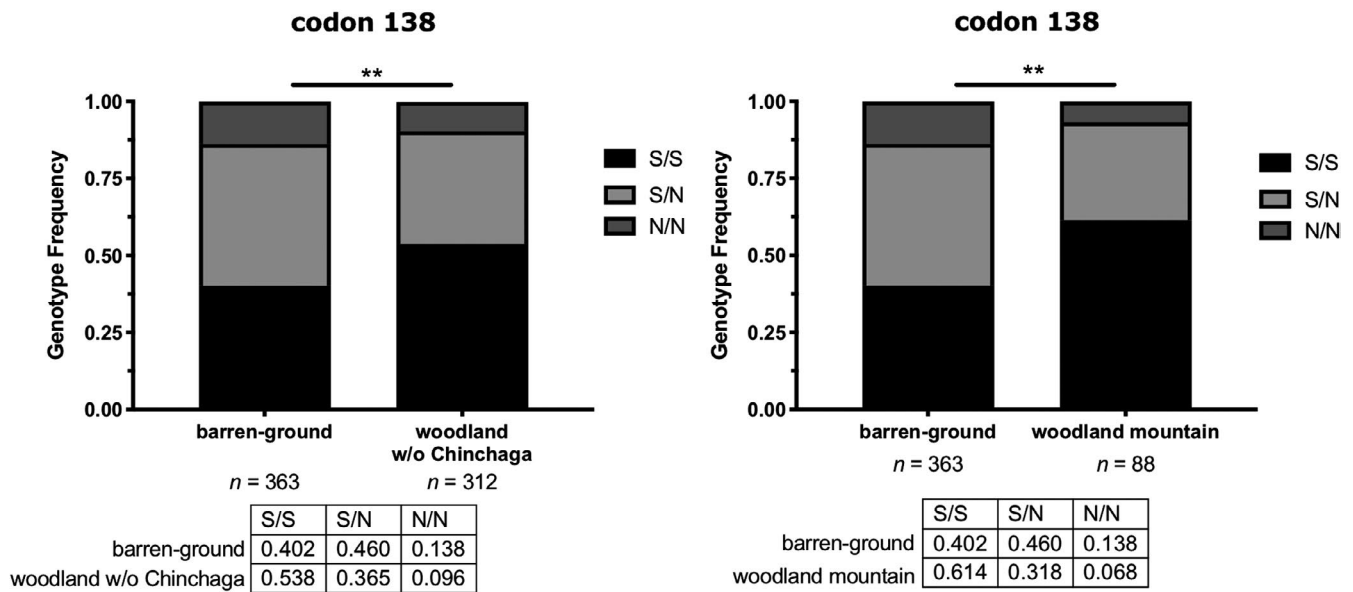 codon 138
**
1.00
0.75
0.50
0.25
0.00
Genotype Frequency
S/S
S/N
N/N
barren-ground
woodland
w/o Chinchaga
n = 363
n = 312
S/S S/N N/N
barren-ground 0.402 0.460 0.138
woodland w/o Chinchaga 0.538 0.365 0.096
codon 138
**
1.00
0.75
0.50
0.25
0.00
Genotype Frequency
S/S
S/N
N/N
barren-ground
woodland mountain
n = 363
n = 88
S/S S/N N/N
barren-ground 0.402 0.460 0.138
woodland mountain 0.614 0.318 0.068